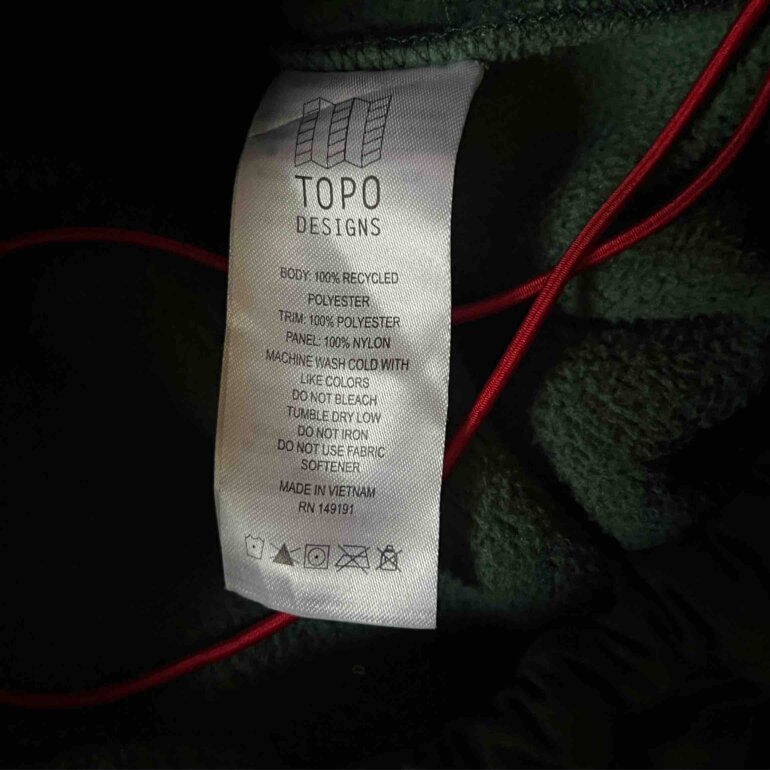 TOPO
DESIGNS
BODY: 100% RECYCLED
POLYESTER
TRIM: 100% POLYESTER
PANEL: 100% NYLON
MACHINE WASH COLD WITH
LIKE COLORS
DO NOT BLEACH
TUMBLE DRY LOW
DO NOT IRON
DO NOT USE FABRIC
SOFTENER
MADE IN VIETNAM
RN 149191